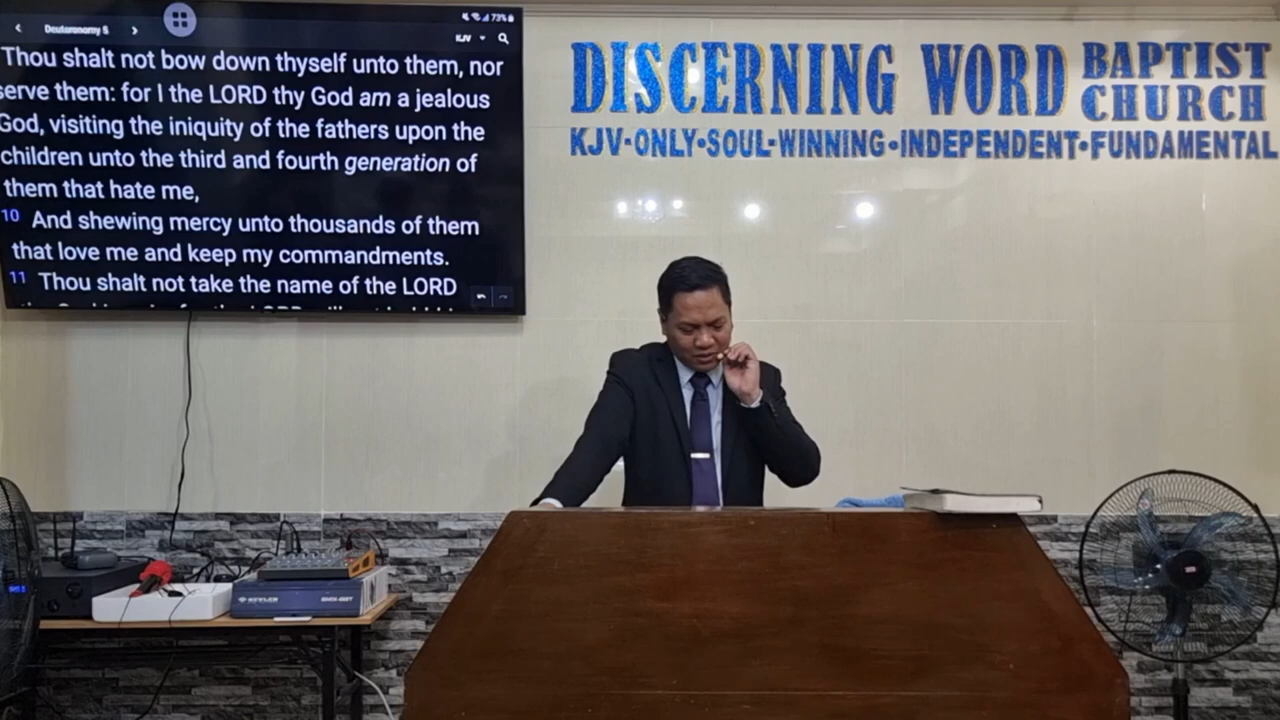 Deuteronomy 5
73%
KJV
Thou shalt not bow down thyself unto them, nor
serve them: for I the LORD thy God am a jealous
God, visiting the iniquity of the fathers upon the
children unto the third and fourth generation of
them that hate me,
10 And shewing mercy unto thousands of them
that love me and keep my commandments.
11 Thou shalt not take the name of the LORD
DISCERNING WORD BAPTIST CHURCH
KJV-ONLY•SOUL-WINNING•INDEPENDENT•FUNDAMENTAL